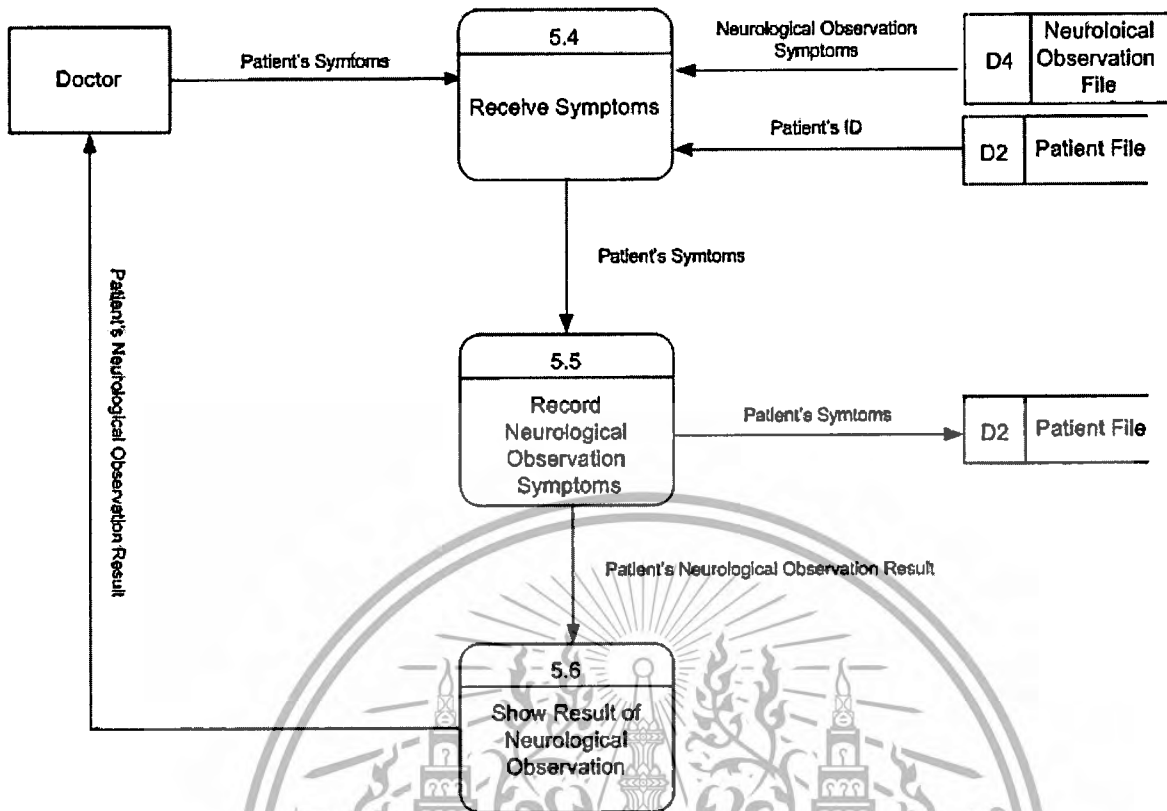 Doctor
Patient's Symtoms
5.4
Receive Symptoms
Neurological Observation
Symptoms
D4
Neuroloical
Observation
File
Patient's ID
D2
Patient File
Patient's Symtoms
5.5
Record
Neurological
Observation
Symptoms
Patient's Symtoms
D2
Patient File
Patient's Neurological Observation Result
Patient's Neurological Observation Result
5.6
Show Result of
Neurological
Observation